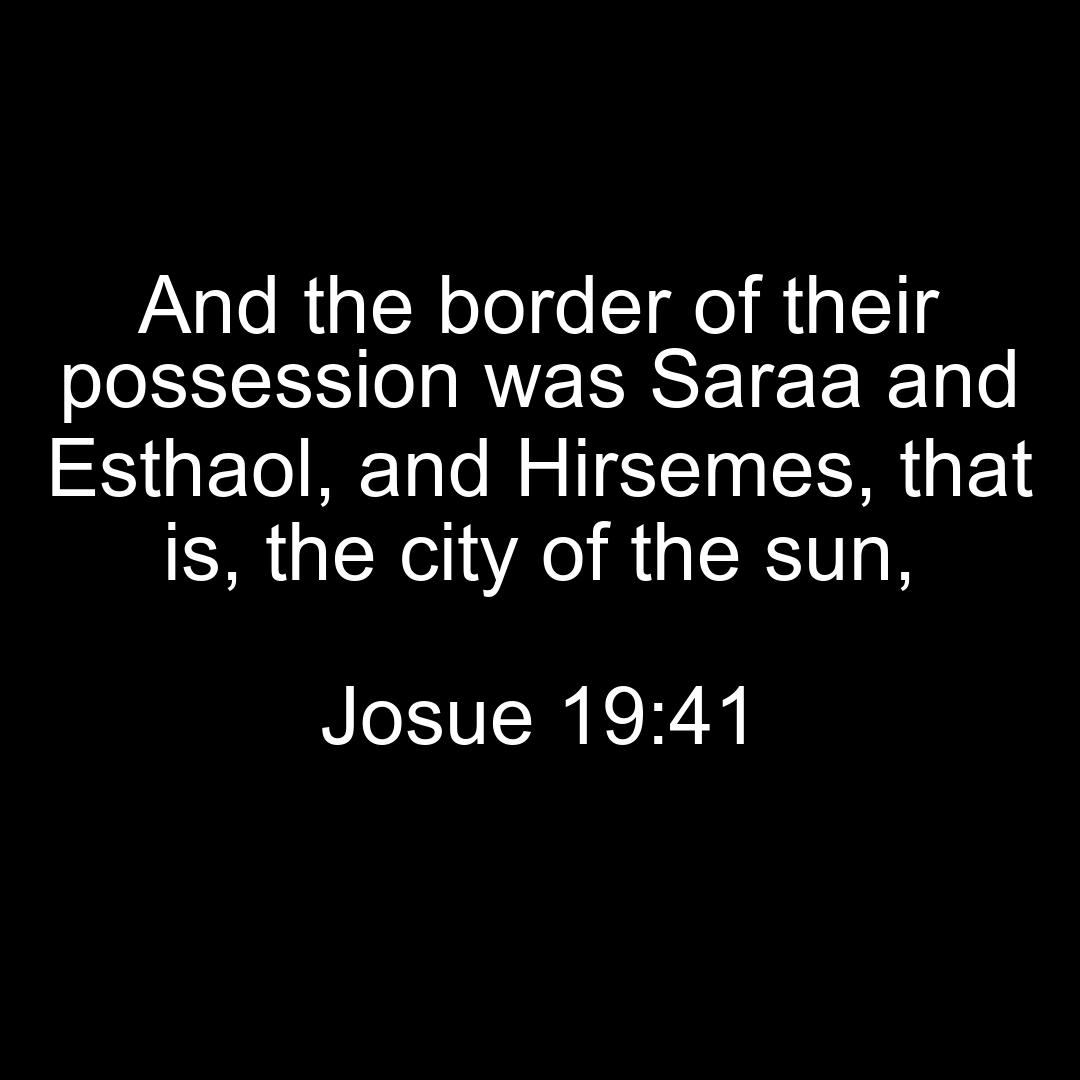 And the border of their
possession was Saraa and
Esthaol, and Hirsemes, that
is, the city of the sun,
Josue 19:41